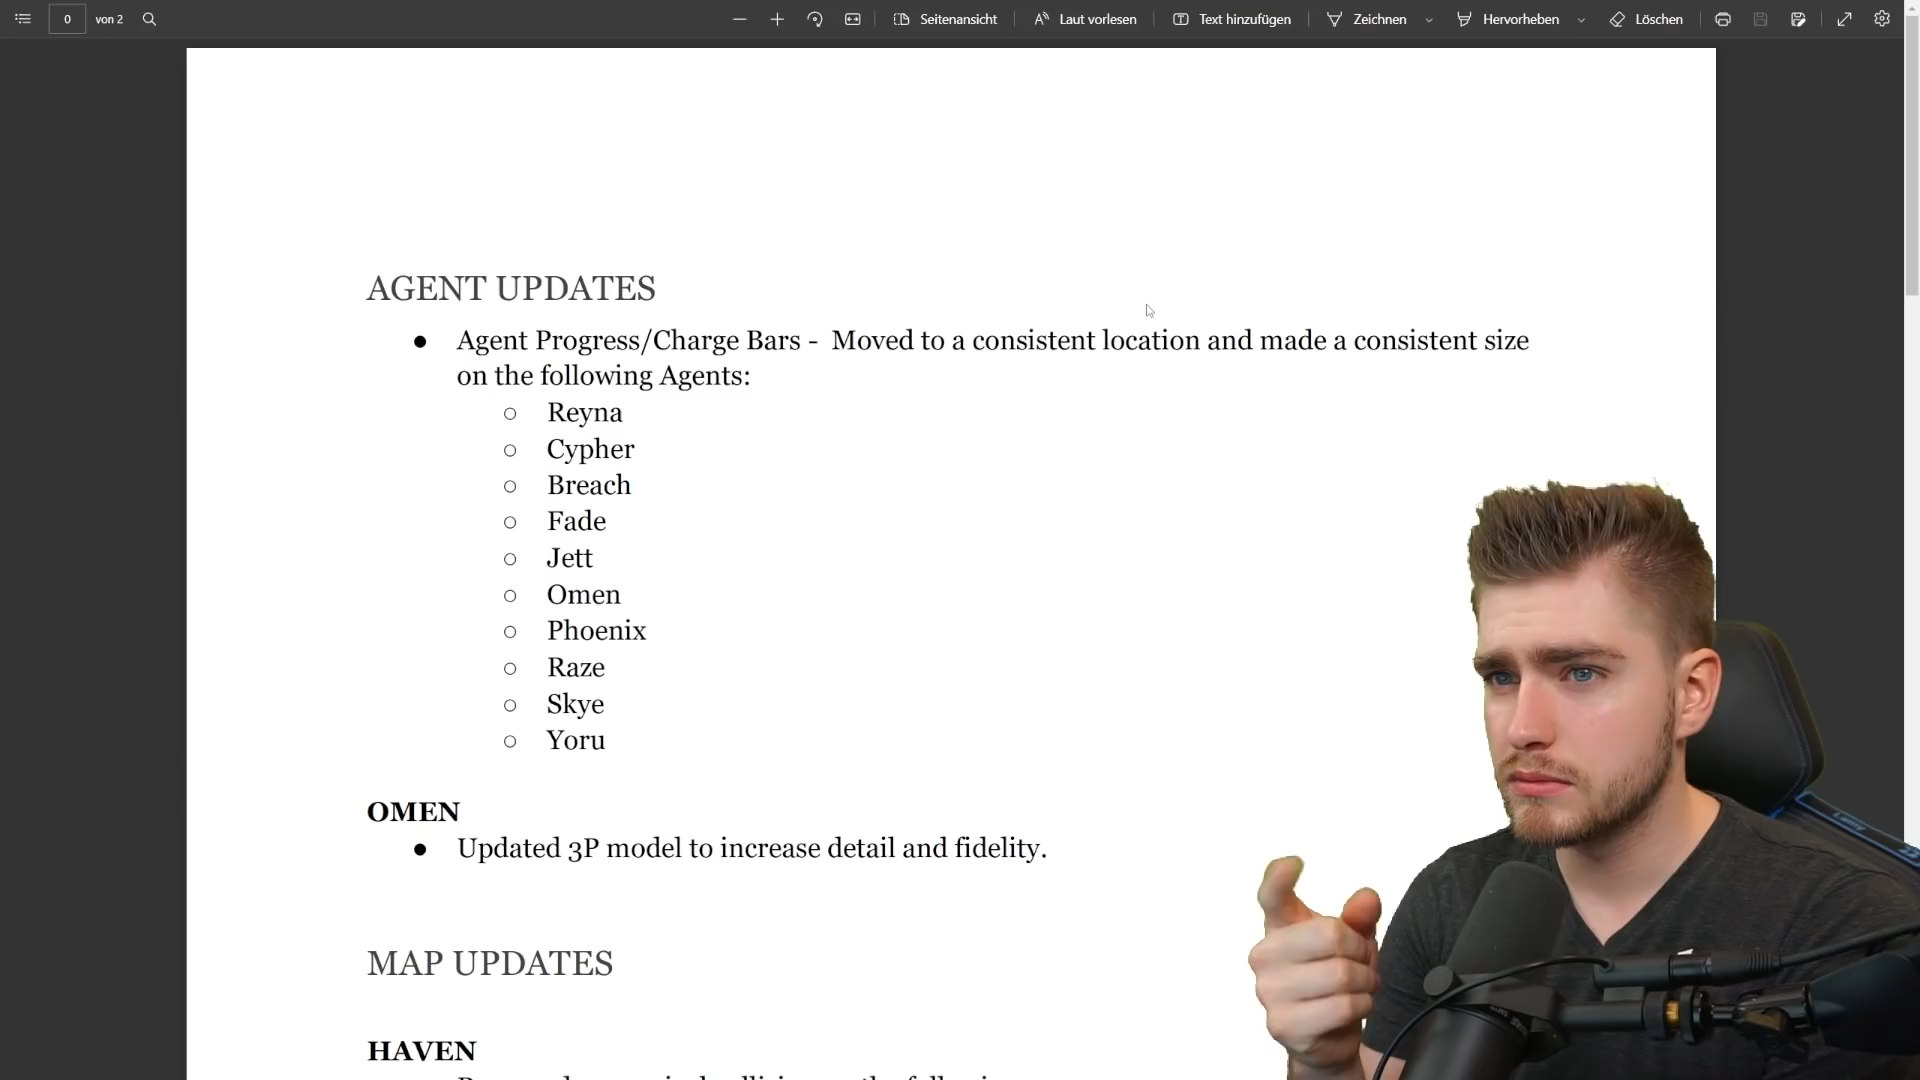 0 von 2 Seitenansicht Laut vorlesen Text hinzufügen Zeichnen Hervorheben Löschen
AGENT UPDATES
● Agent Progress/Charge Bars - Moved to a consistent location and made a consistent size
on the following Agents:
○ Reyna
○ Cypher
○ Breach
○ Fade
○ Jett
○ Omen
○ Phoenix
○ Raze
○ Skye
○ Yoru
OMEN
● Updated 3P model to increase detail and fidelity.
MAP UPDATES
HAVEN